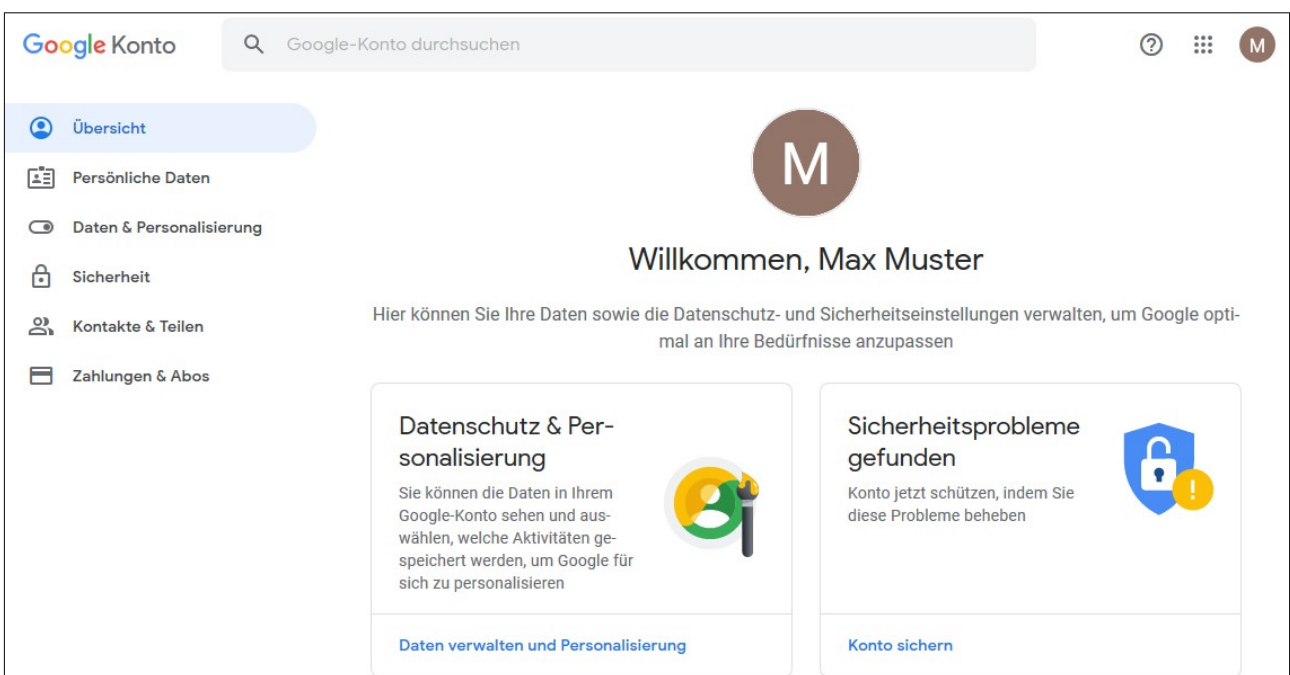 Google Konto
Google-Konto durchsuchen
M
Übersicht
Persönliche Daten
Daten & Personalisierung
Sicherheit
Kontakte & Teilen
Zahlungen & Abos
M
Willkommen, Max Muster
Hier können Sie Ihre Daten sowie die Datenschutz- und Sicherheitseinstellungen verwalten, um Google opti-
mal an Ihre Bedürfnisse anzupassen
Datenschutz & Per-
sonalisierung
Sie können die Daten in Ihrem
Google-Konto sehen und aus-
wählen, welche Aktivitäten ge-
speichert werden, um Google für
sich zu personalisieren
Daten verwalten und Personalisierung
Sicherheitsprobleme
gefunden
Konto jetzt schützen, indem Sie
diese Probleme beheben
Konto sichern